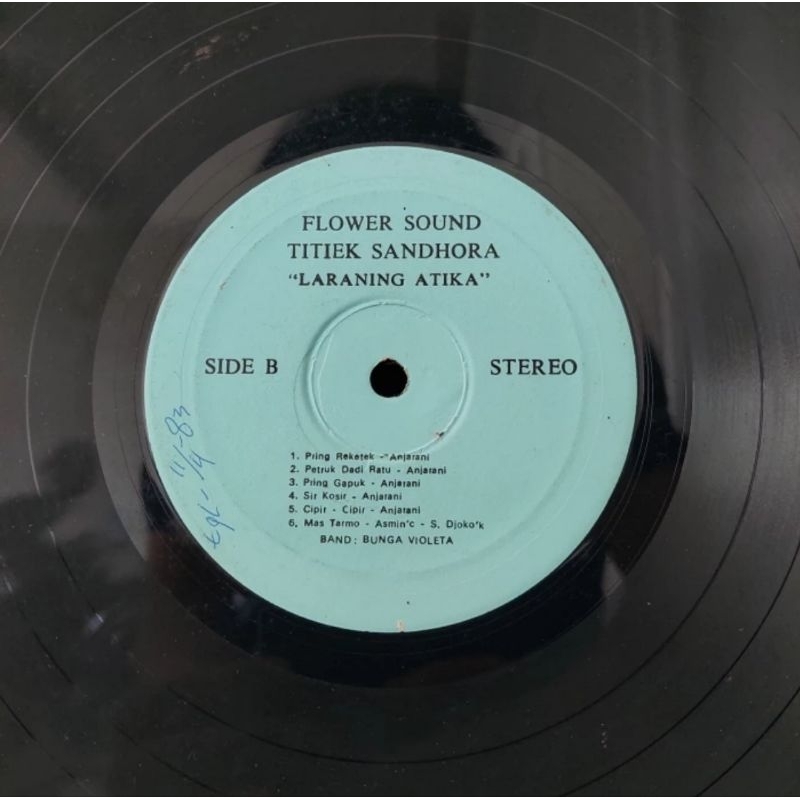 FLOWER SOUND
TITIEK SANDHORA
"LARANING ATIKA"
SIDE B
STEREO
1. Pring Reketek - Anjarani
2. Petruk Dadi Ratu - Anjarani
3. Pring Gapuk - Anjarani
4. Sir Kosir - Anjarani
5. Cipir - Cipir - Anjarani
6. Mas Tarmo - Asmin'c - S. Djoko'k
BAND: BUNGA VIOLETA